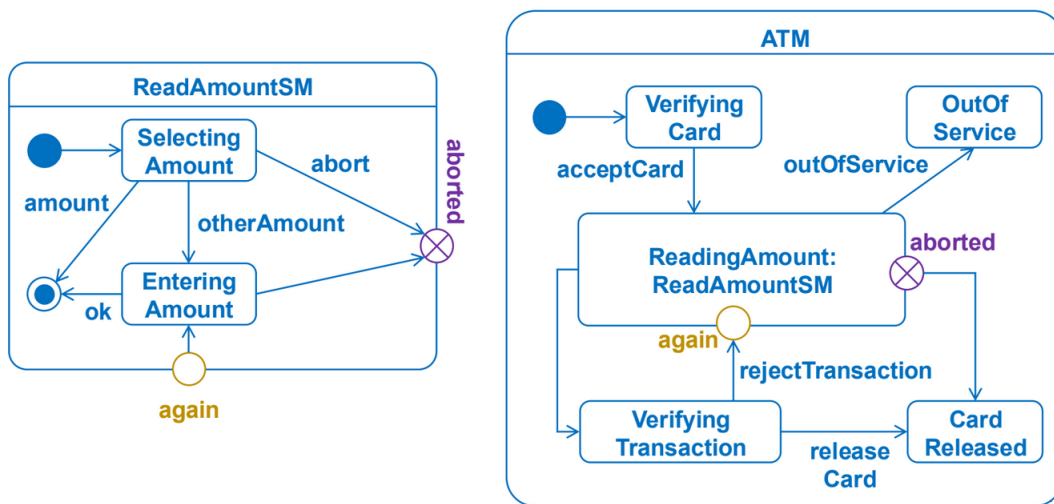 ReadAmountSM
Selecting
Amount
abort
aborted
amount
otherAmount
Entering
Amount
ok
again
ATM
Verifying
Card
OutOf
Service
acceptCard
outOfService
ReadingAmount:
ReadAmountSM
aborted
again
rejectTransaction
Verifying
Transaction
release
Card
Card
Released